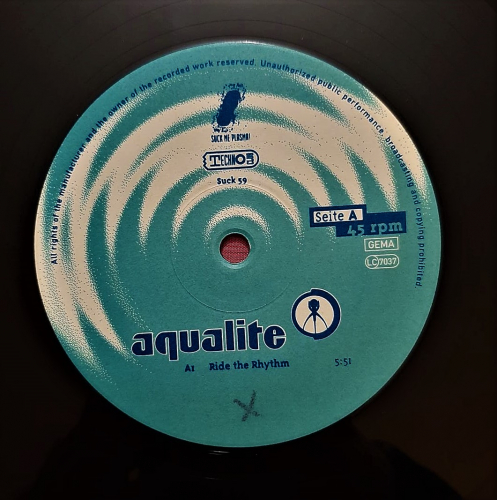 All rights of the manufacturer and the owner of the recorded work reserved. Unauthorized public performance, broadcasting and copying prohibited.
SUCK ME PLASMA!
TECHNO
Suck 59
Seite A
45 rpm
GEMA
LC 7037
aqualite
A1 Ride the Rhythm 5:51
X